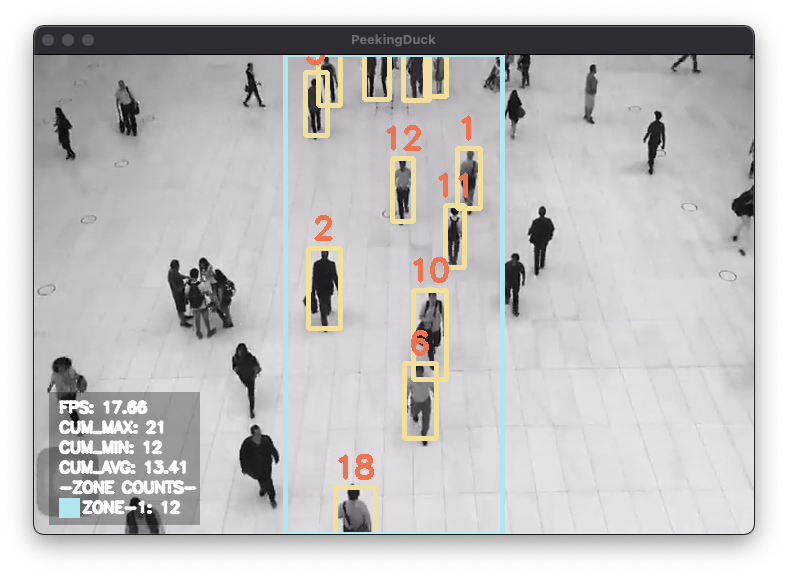 PeekingDuck
12
1
11
2
10
6
18
FPS: 17.66
CUM_MAX: 21
CUM_MIN: 12
CUM_AVG: 13.41
-ZONE COUNTS-
ZONE-1: 12